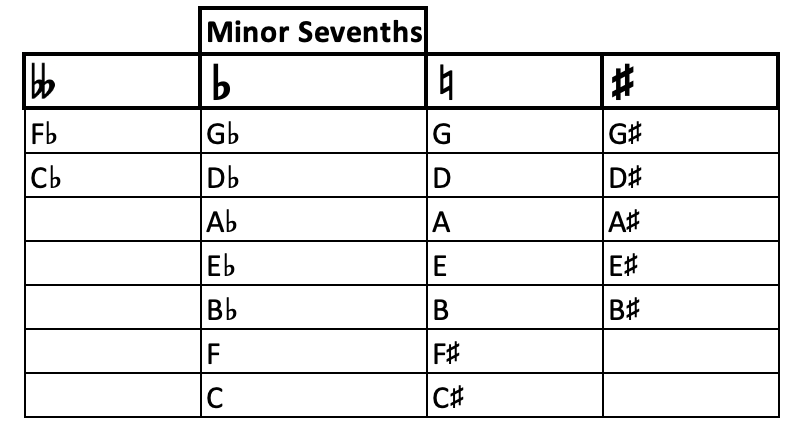 Minor Sevenths
𝄫 ♭ ♮ ♯
F♭ G♭ G G♯
C♭ D♭ D D♯
A♭ A A♯
E♭ E E♯
B♭ B B♯
F F♯
C C♯